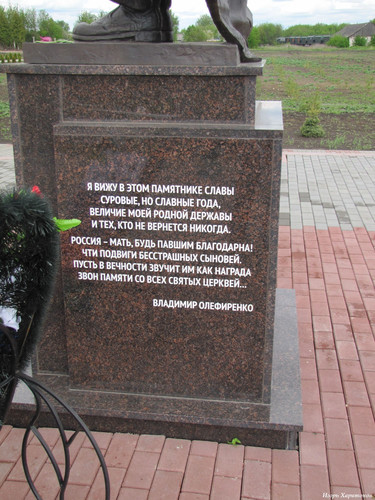 Я ВИЖУ В ЭТОМ ПАМЯТНИКЕ СЛАВЫ
СУРОВЫЕ, НО СЛАВНЫЕ ГОДА,
ВЕЛИЧИЕ МОЕЙ РОДНОЙ ДЕРЖАВЫ
И ТЕХ, КТО НЕ ВЕРНЕТСЯ НИКОГДА.
РОССИЯ – МАТЬ, БУДЬ ПАВШИМ БЛАГОДАРНА!
ЧТИ ПОДВИГИ БЕССТРАШНЫХ СЫНОВЕЙ.
ПУСТЬ В ВЕЧНОСТИ ЗВУЧИТ ИМ КАК НАГРАДА
ЗВОН ПАМЯТИ СО ВСЕХ СВЯТЫХ ЦЕРКВЕЙ...
ВЛАДИМИР ОЛЕФИРЕНКО
Игорь Харитонов